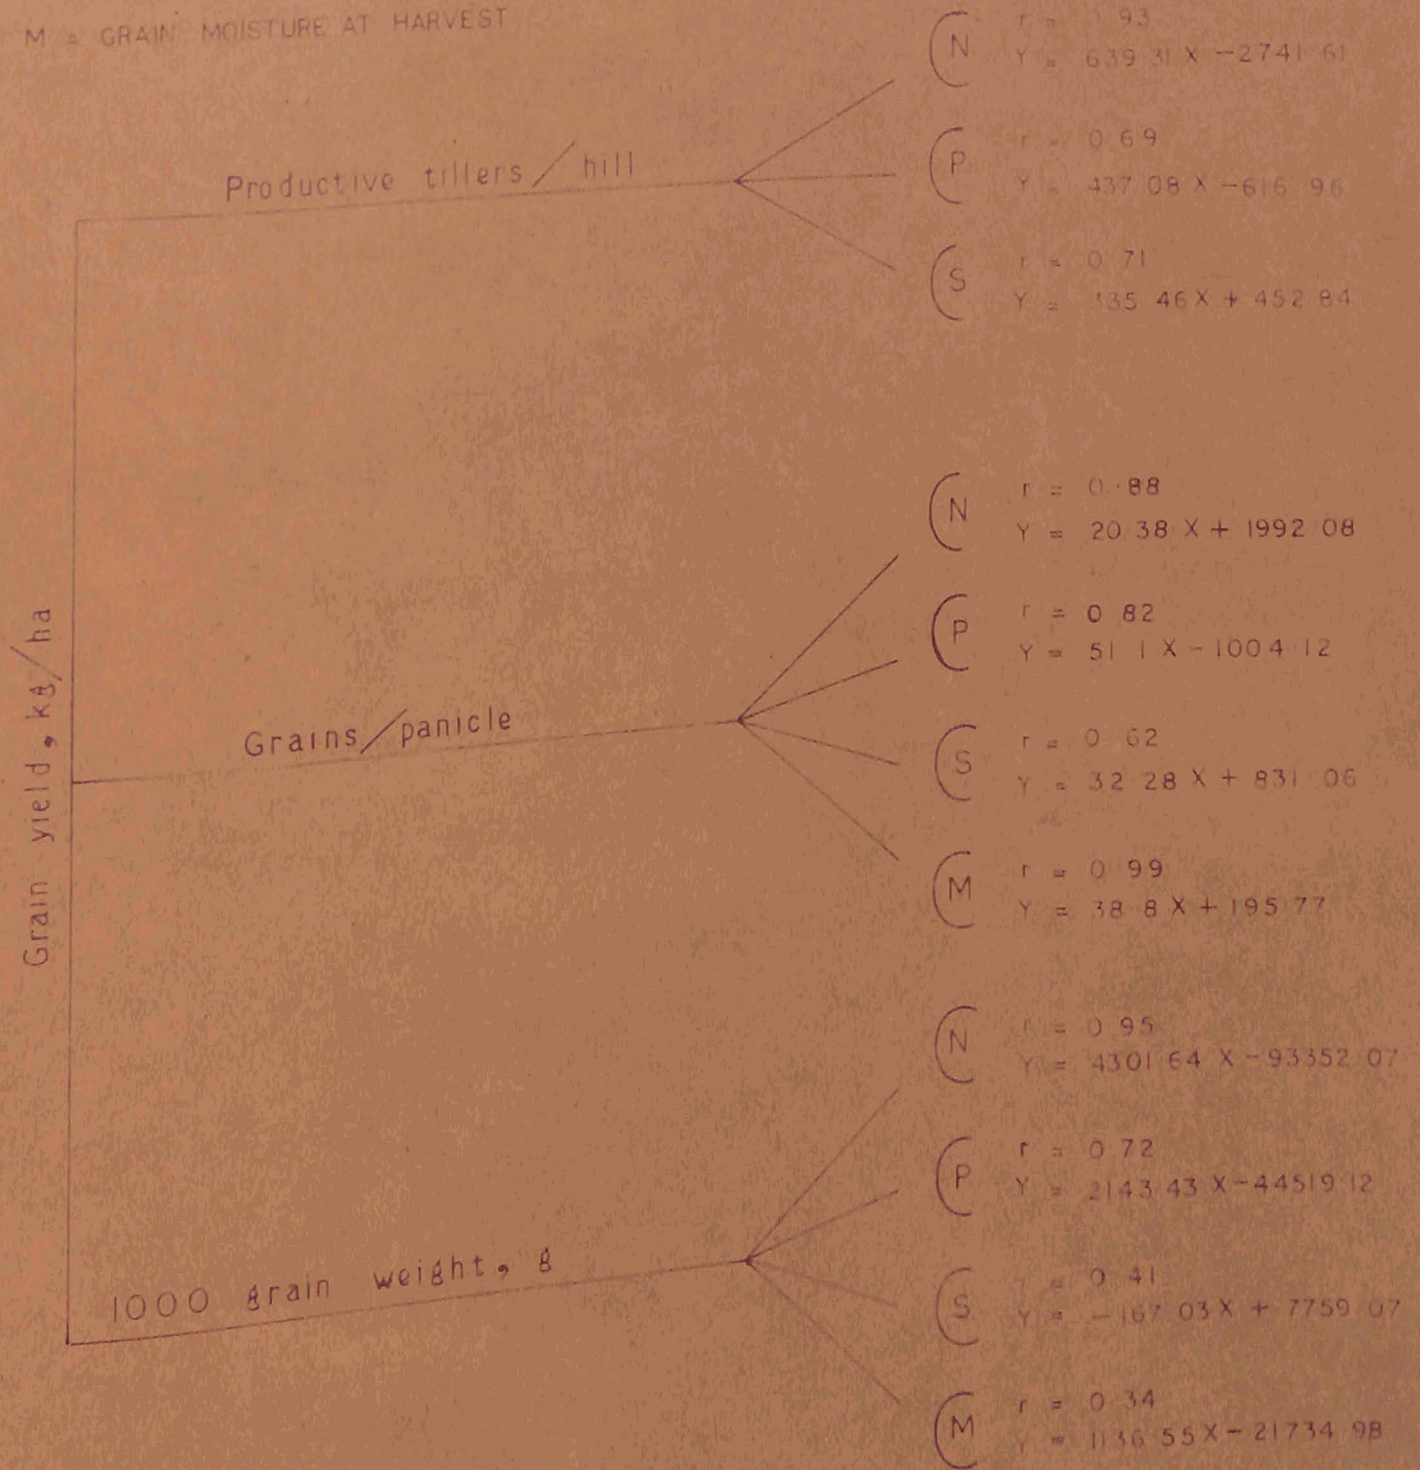 M = GRAIN MOISTURE AT HARVEST
Grain yield, kg/ha
Productive tillers/hill
N r = 0.93
Y = 639.31 X - 2741.61
P r = 0.69
Y = 437.08 X - 616.96
S r = 0.71
Y = 335.46 X + 452.84
Grains/panicle
N r = 0.88
Y = 20.38 X + 1992.08
P r = 0.82
Y = 51.1 X - 1004.12
S r = 0.62
Y = 32.28 X + 831.06
M r = 0.99
Y = 38.8 X + 195.77
1000 grain weight, g
N r = 0.95
Y = 4301.64 X - 93352.07
P r = 0.72
Y = 2143.43 X - 44519.12
S r = 0.41
Y = -167.03 X + 7759.07
M r = 0.34
Y = 1136.55 X - 21734.98